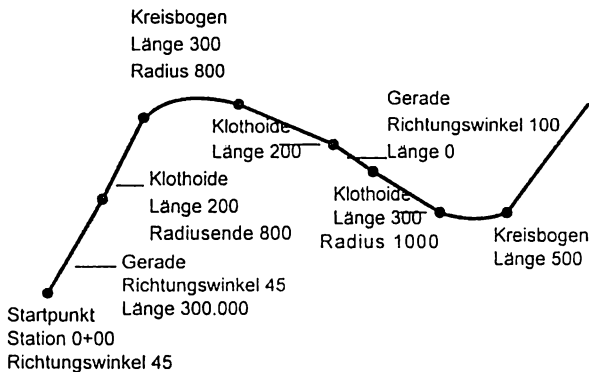 Kreisbogen
Länge 300
Radius 800
Gerade
Richtungswinkel 100
Länge 0
Klothoide
Länge 200
Klothoide
Länge 200
Radiusende 800
Klothoide
Länge 300
Radius 1000
Kreisbogen
Länge 500
Gerade
Richtungswinkel 45
Länge 300.000
Startpunkt
Station 0+00
Richtungswinkel 45